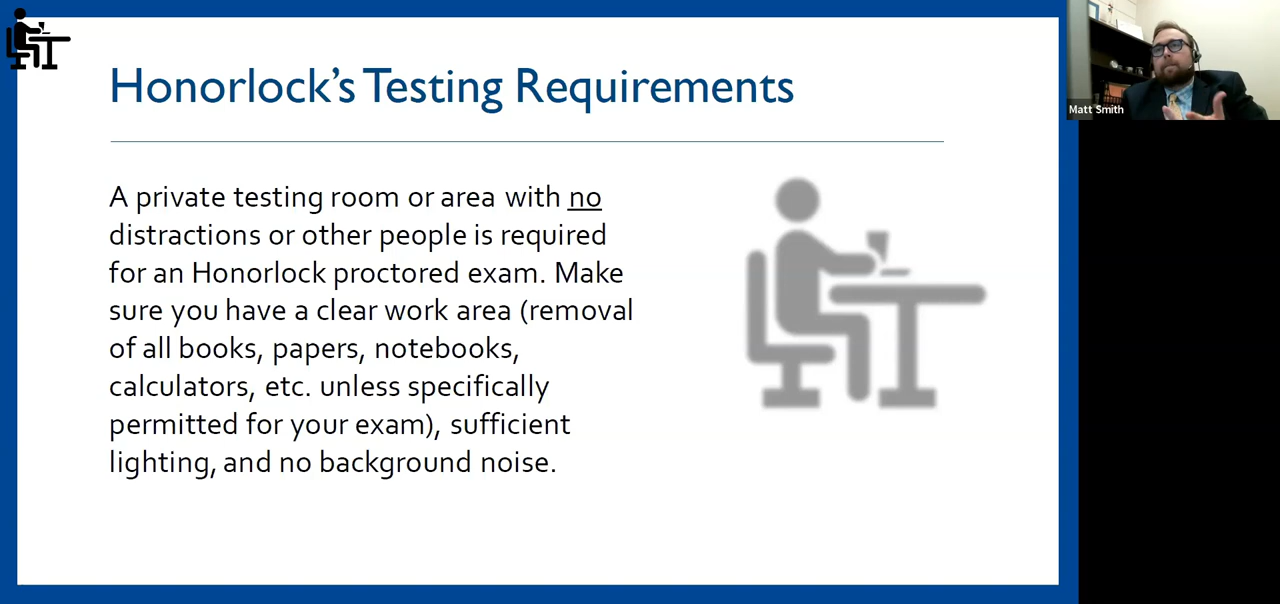 Honorlock's Testing Requirements
A private testing room or area with no
distractions or other people is required
for an Honorlock proctored exam. Make
sure you have a clear work area (removal
of all books, papers, notebooks,
calculators, etc. unless specifically
permitted for your exam), sufficient
lighting, and no background noise.
Matt Smith